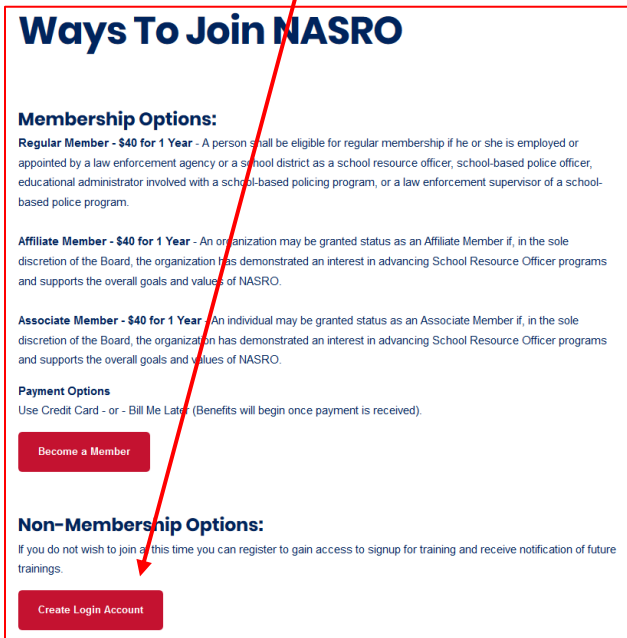 Ways To Join NASRO
Membership Options:
Regular Member - $40 for 1 Year - A person shall be eligible for regular membership if he or she is employed or
appointed by a law enforcement agency or a school district as a school resource officer, school-based police officer,
educational administrator involved with a school-based policing program, or a law enforcement supervisor of a school-
based police program.
Affiliate Member - $40 for 1 Year - An organization may be granted status as an Affiliate Member if, in the sole
discretion of the Board, the organization has demonstrated an interest in advancing School Resource Officer programs
and supports the overall goals and values of NASRO.
Associate Member - $40 for 1 Year - An individual may be granted status as an Associate Member if, in the sole
discretion of the Board, the organization has demonstrated an interest in advancing School Resource Officer programs
and supports the overall goals and values of NASRO.
Payment Options
Use Credit Card - or - Bill Me Later (Benefits will begin once payment is received).
Become a Member
Non-Membership Options:
If you do not wish to join at this time you can register to gain access to signup for training and receive notification of future
trainings.
Create Login Account